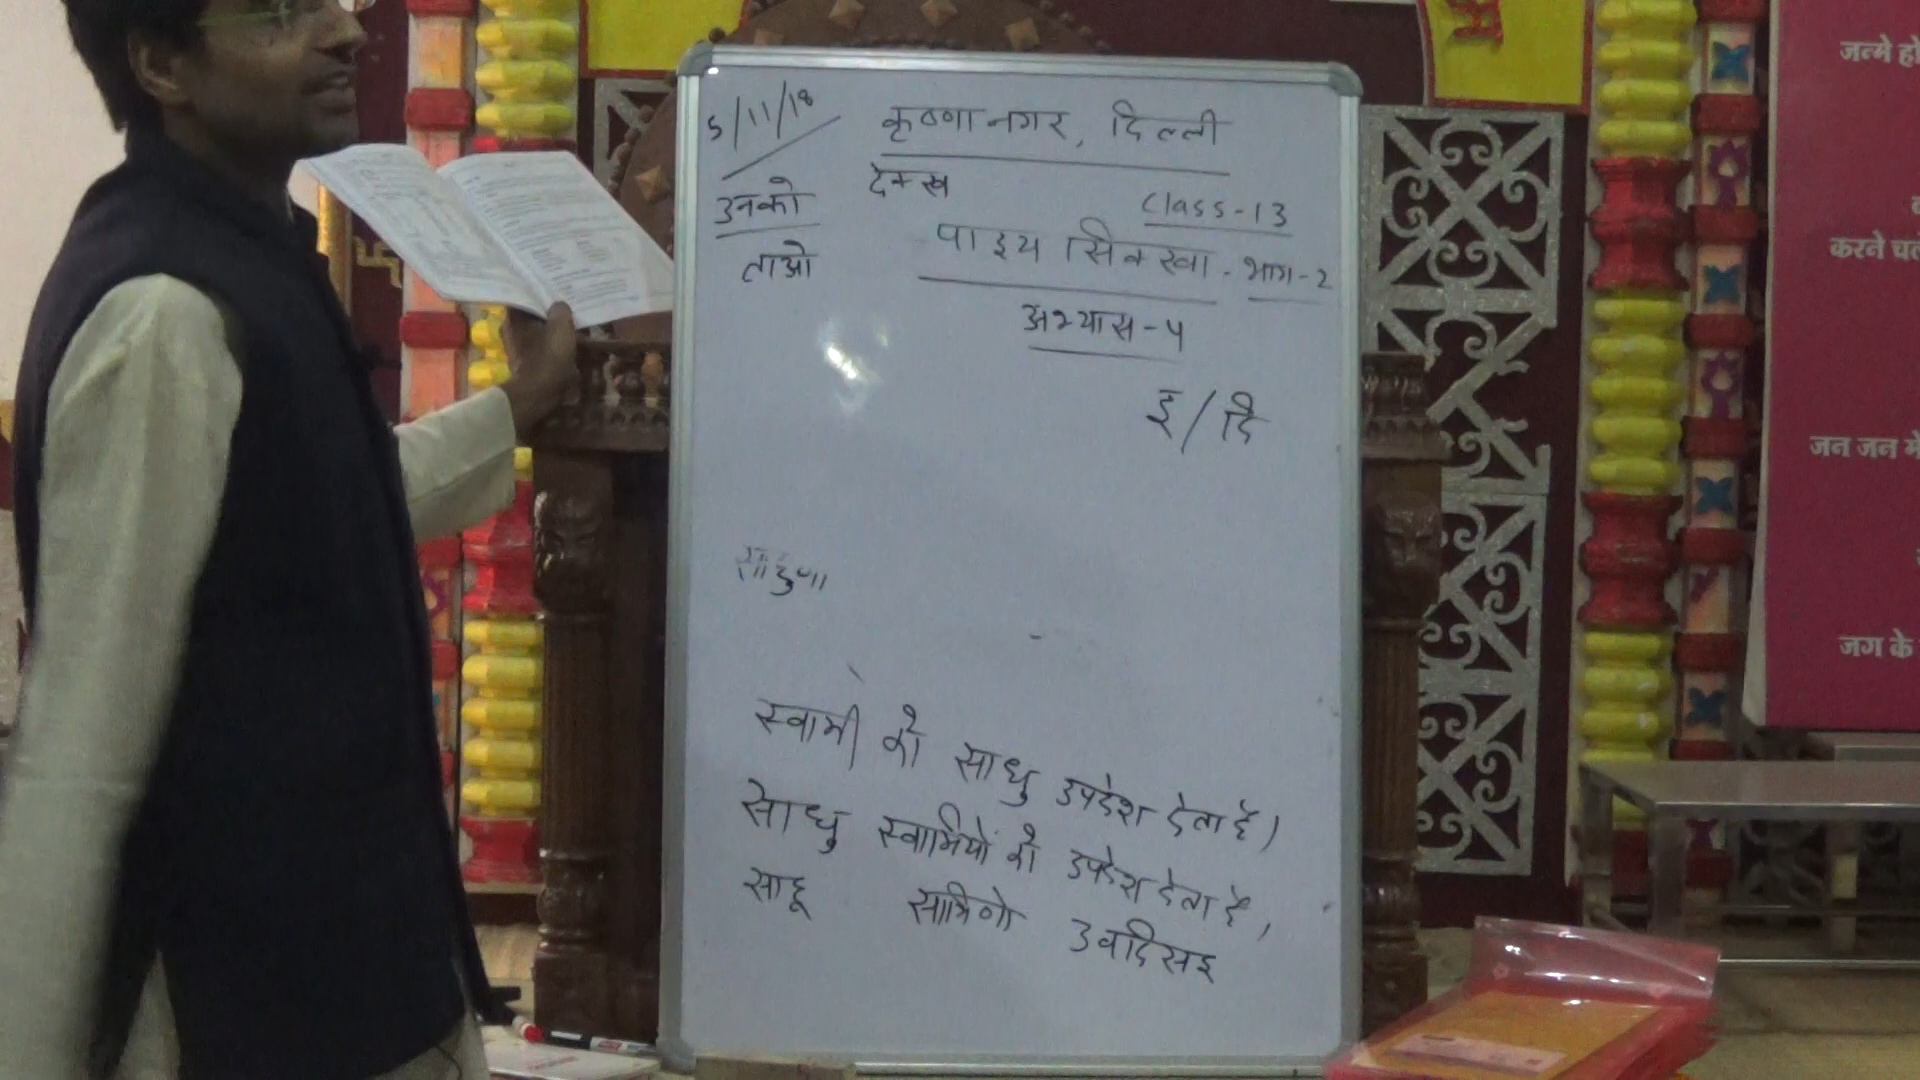 5/11/18
कृष्णा नगर, दिल्ली
उनको
ताओ
देक्ख
Class-13
पाइय सिक्खा - भाग-2
अभ्यास-५
इ/दि
स्वामी को साधु उपदेश देता है।
साधु स्वामियों को उपदेश देता है,
साहू सामिणो उवदिसइ
जन्मे हो
करने चले
जन जन मे
जग के